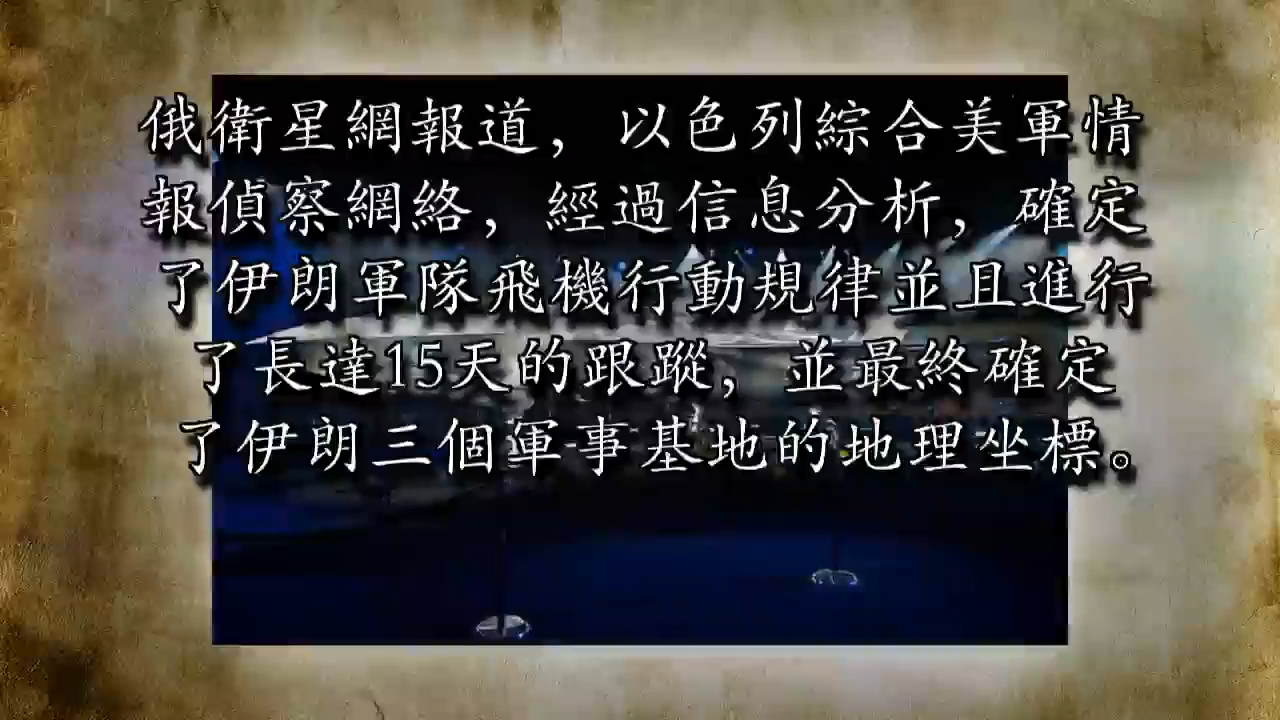 俄衛星網報道，以色列綜合美軍情
報偵察網絡，經過信息分析，確定
了伊朗軍隊飛機行動規律並且進行
了長達15天的跟蹤，並最終確定
了伊朗三個軍事基地的地理坐標。